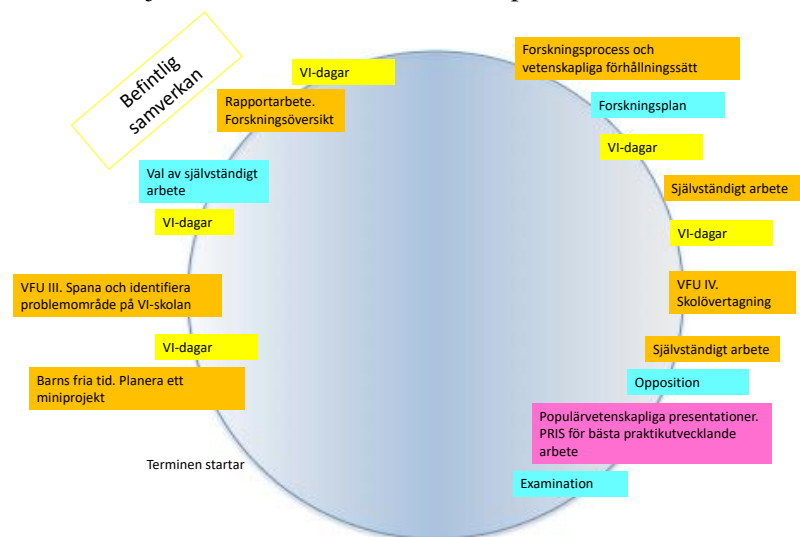 Befintlig
samverkan
VI-dagar
Rapportarbete.
Forskningsöversikt
Val av självständigt
arbete
VI-dagar
VFU III. Spana och identifiera
problemområde på VI-skolan
VI-dagar
Barns fria tid. Planera ett
miniprojekt
Terminen startar
Forskningsprocess och
vetenskapliga förhållningssätt
Forskningsplan
VI-dagar
Självständigt arbete
VI-dagar
VFU IV.
Skolövertagning
Självständigt arbete
Opposition
Populärvetenskapliga presentationer.
PRIS för bästa praktikutvecklande
arbete
Examination